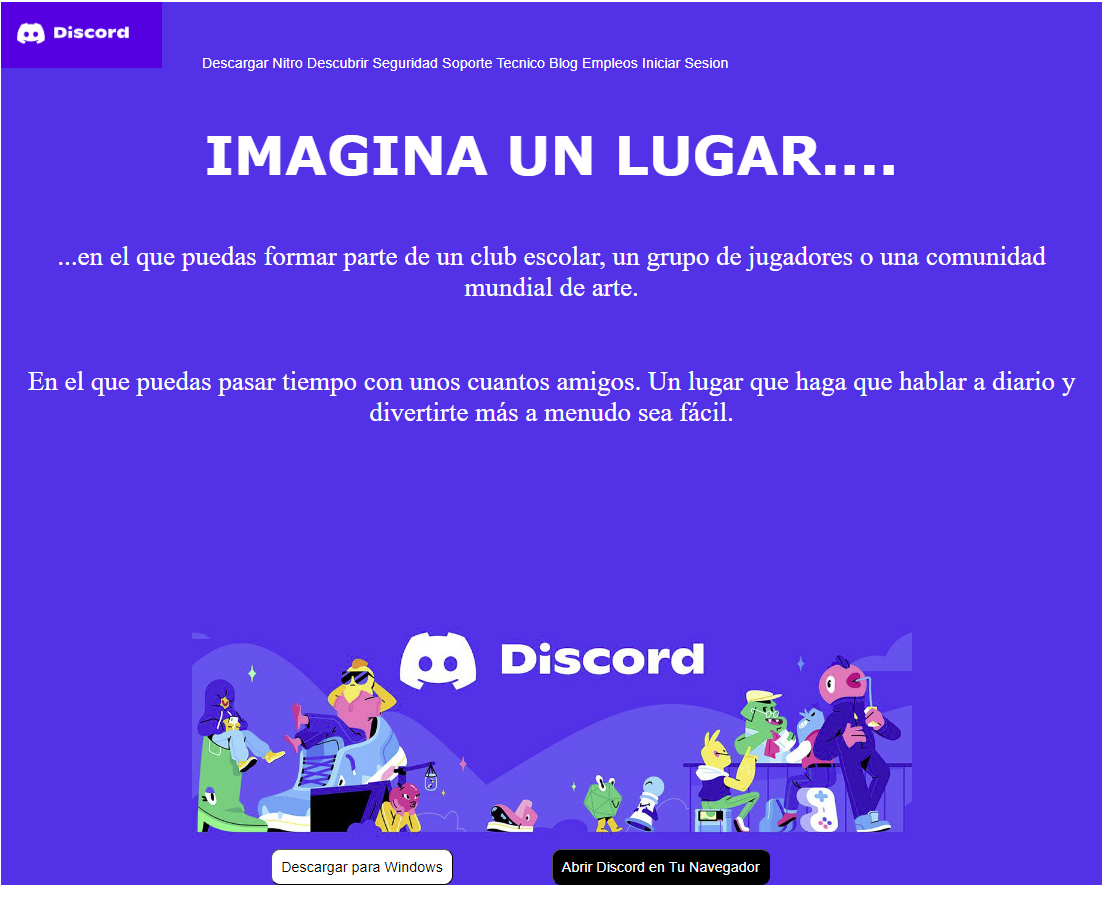 Discord
Descargar Nitro Descubrir Seguridad Soporte Tecnico Blog Empleos Iniciar Sesion
IMAGINA UN LUGAR....
...en el que puedas formar parte de un club escolar, un grupo de jugadores o una comunidad
mundial de arte.
En el que puedas pasar tiempo con unos cuantos amigos. Un lugar que haga que hablar a diario y
divertirte más a menudo sea fácil.
Discord
Descargar para Windows
Abrir Discord en Tu Navegador